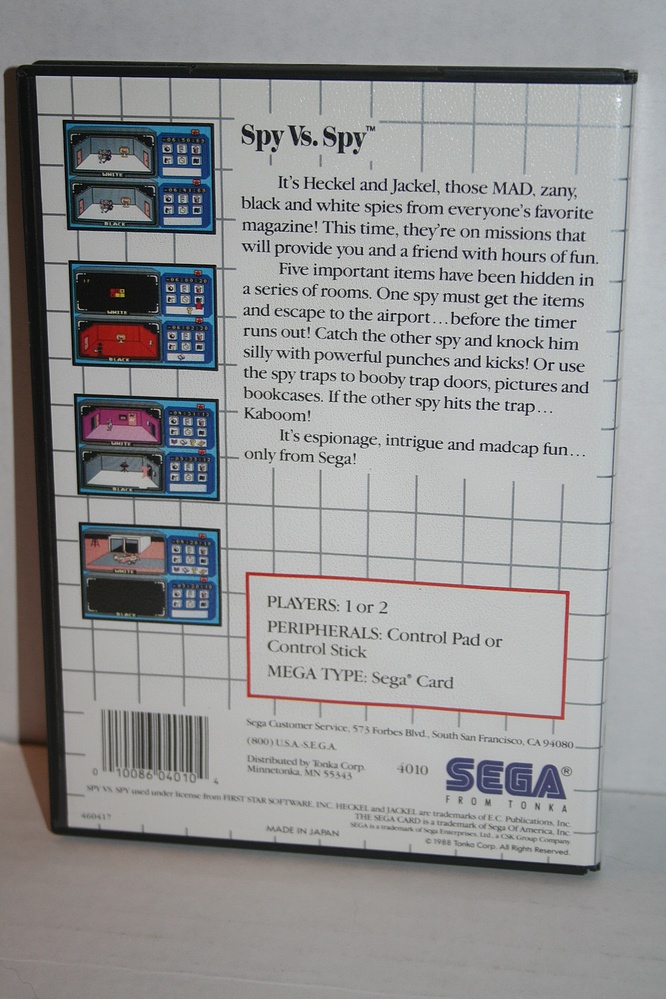 Spy Vs. Spy™
It's Heckel and Jackel, those MAD, zany,
black and white spies from everyone's favorite
magazine! This time, they're on missions that
will provide you and a friend with hours of fun.
Five important items have been hidden in
a series of rooms. One spy must get the items
and escape to the airport...before the timer
runs out! Catch the other spy and knock him
silly with powerful punches and kicks! Or use
the spy traps to booby trap doors, pictures and
bookcases. If the other spy hits the trap...
Kaboom!
It's espionage, intrigue and madcap fun...
only from Sega!
WHITE
BLACK
WHITE
BLACK
WHITE
BLACK
WHITE
BLACK
PLAYERS: 1 or 2
PERIPHERALS: Control Pad or
Control Stick
MEGA TYPE: Sega® Card
Sega Customer Service, 573 Forbes Blvd., South San Francisco, CA 94080
(800) U.S.A.-S.E.G.A.
Distributed by Tonka Corp.
Minnetonka, MN 55343
4010
SEGA®
FROM TONKA
0 10086 04010 4
SPY VS. SPY used under license from FIRST STAR SOFTWARE, INC. HECKEL and JACKEL are trademarks of E.C. Publications, Inc.
THE SEGA CARD is a trademark of Sega Of America, Inc.
SEGA is a trademark of Sega Enterprises, Ltd., a CSK Group Company
460417
MADE IN JAPAN
© 1988 Tonka Corp. All Rights Reserved.